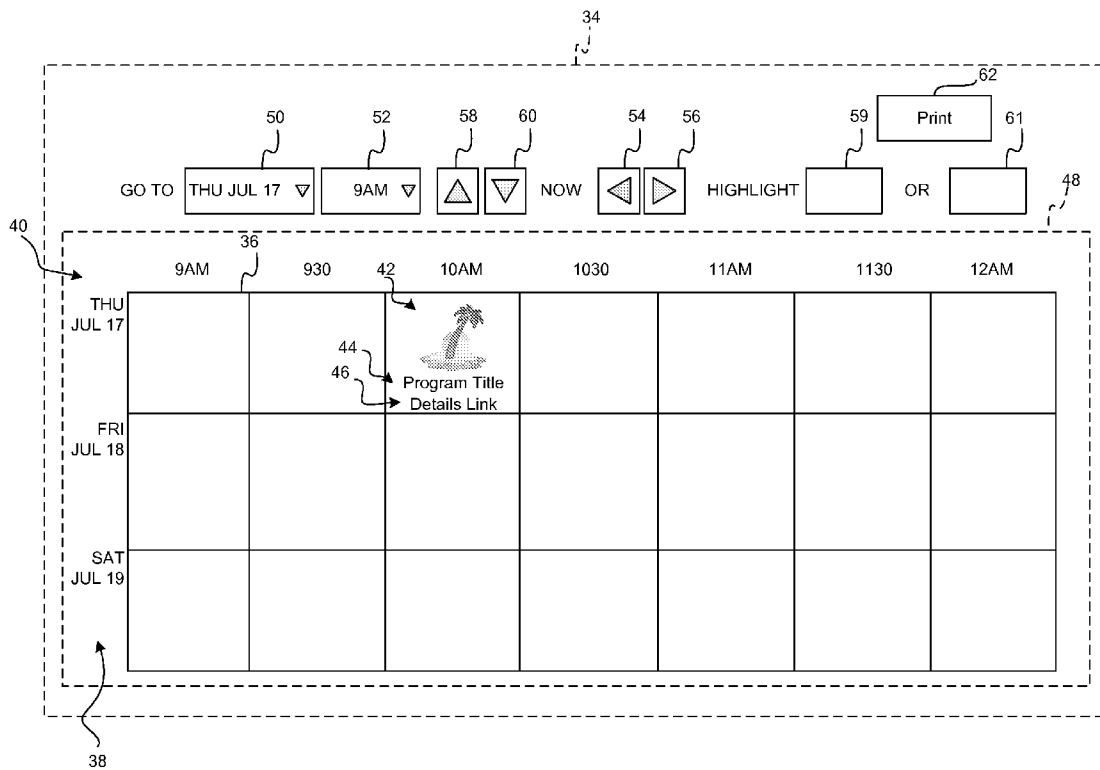 34
62
50 52 58 60 54 56 59 Print 61
GO TO THU JUL 17 9AM NOW HIGHLIGHT OR
48
40
36
9AM 930 42 10AM 1030 11AM 1130 12AM
THU
JUL 17
44
Program Title
46
Details Link
FRI
JUL 18
SAT
JUL 19
38